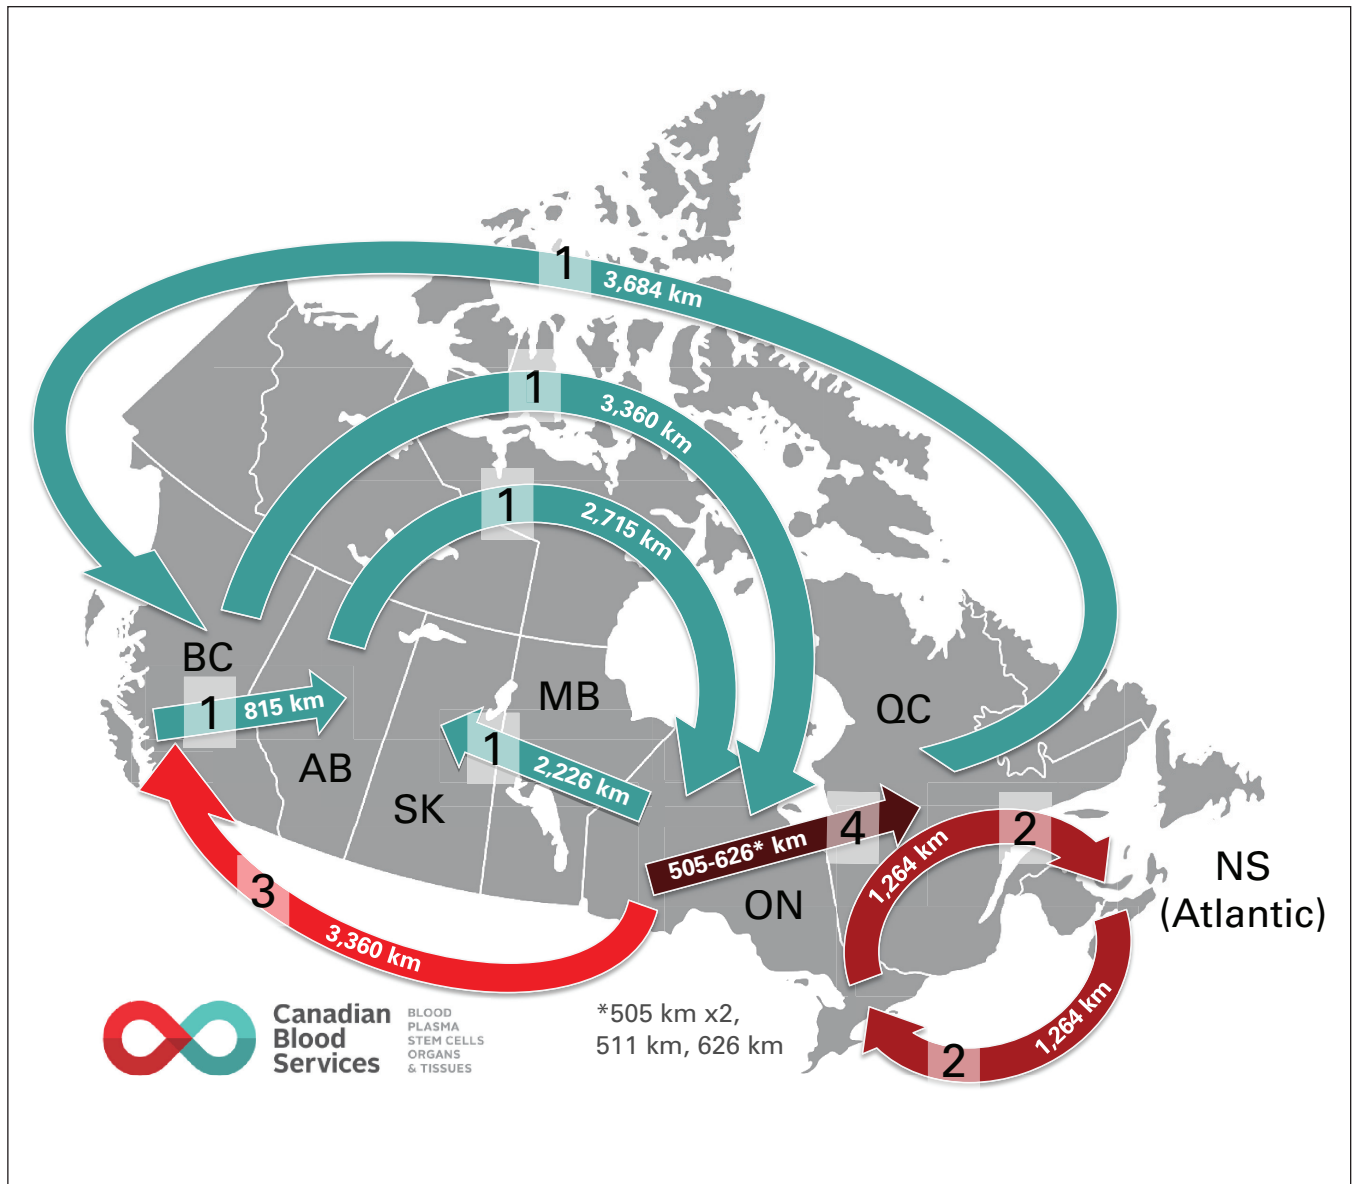 1
3,684 km
1
3,360 km
1
2,715 km
BC
1 815 km
AB
SK
MB
1
2,226 km
QC
505-626* km
4
ON
1,264 km
2
NS
(Atlantic)
3
3,360 km
2
1,264 km
Canadian
Blood
Services
BLOOD
PLASMA
STEM CELLS
ORGANS
& TISSUES
*505 km x2,
511 km, 626 km